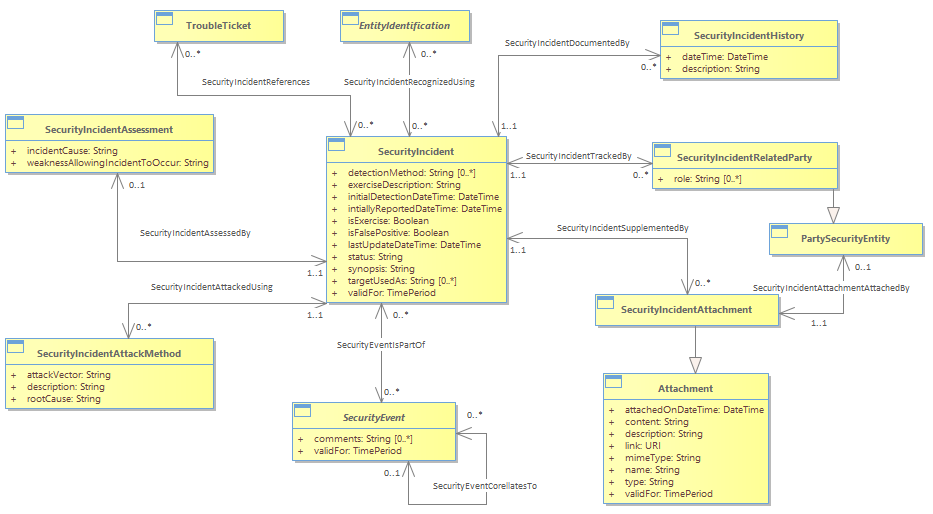 TroubleTicket
EntityIdentification
SecurityIncidentHistory
+ dateTime: DateTime
+ description: String
SecurityIncidentDocumentedBy
0..*
0..*
0..*
SecurityIncidentReferences
SecurityIncidentRecognizedUsing
SecurityIncidentAssessment
+ incidentCause: String
+ weaknessAllowingIncidentToOccur: String
0..*
0..*
1..1
SecurityIncident
+ detectionMethod: String [0..*]
+ exerciseDescription: String
+ initialDetectionDateTime: DateTime
+ intiallyReportedDateTime: DateTime
+ isExercise: Boolean
+ isFalsePositive: Boolean
+ lastUpdateDateTime: DateTime
+ status: String
+ synopsis: String
+ targetUsedAs: String [0..*]
+ validFor: TimePeriod
SecurityIncidentTrackedBy
1..1
0..*
SecurityIncidentRelatedParty
+ role: String [0..*]
0..1
SecurityIncidentAssessedBy
1..1
SecurityIncidentSupplementedBy
1..1
0..*
PartySecurityEntity
0..1
SecurityIncidentAttachmentAttachedBy
1..1
SecurityIncidentAttachment
SecurityIncidentAttackedUsing
1..1
0..*
SecurityIncidentAttackMethod
+ attackVector: String
+ description: String
+ rootCause: String
0..*
SecurityEventIsPartOf
0..*
SecurityEvent
+ comments: String [0..*]
+ validFor: TimePeriod
0..*
0..1
SecurityEventCorellatesTo
Attachment
+ attachedOnDateTime: DateTime
+ content: String
+ description: String
+ link: URI
+ mimeType: String
+ name: String
+ type: String
+ validFor: TimePeriod